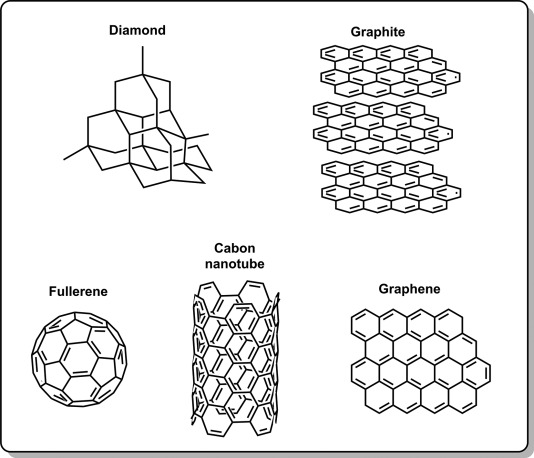 Diamond
Graphite
Cabon
nanotube
Fullerene
Graphene